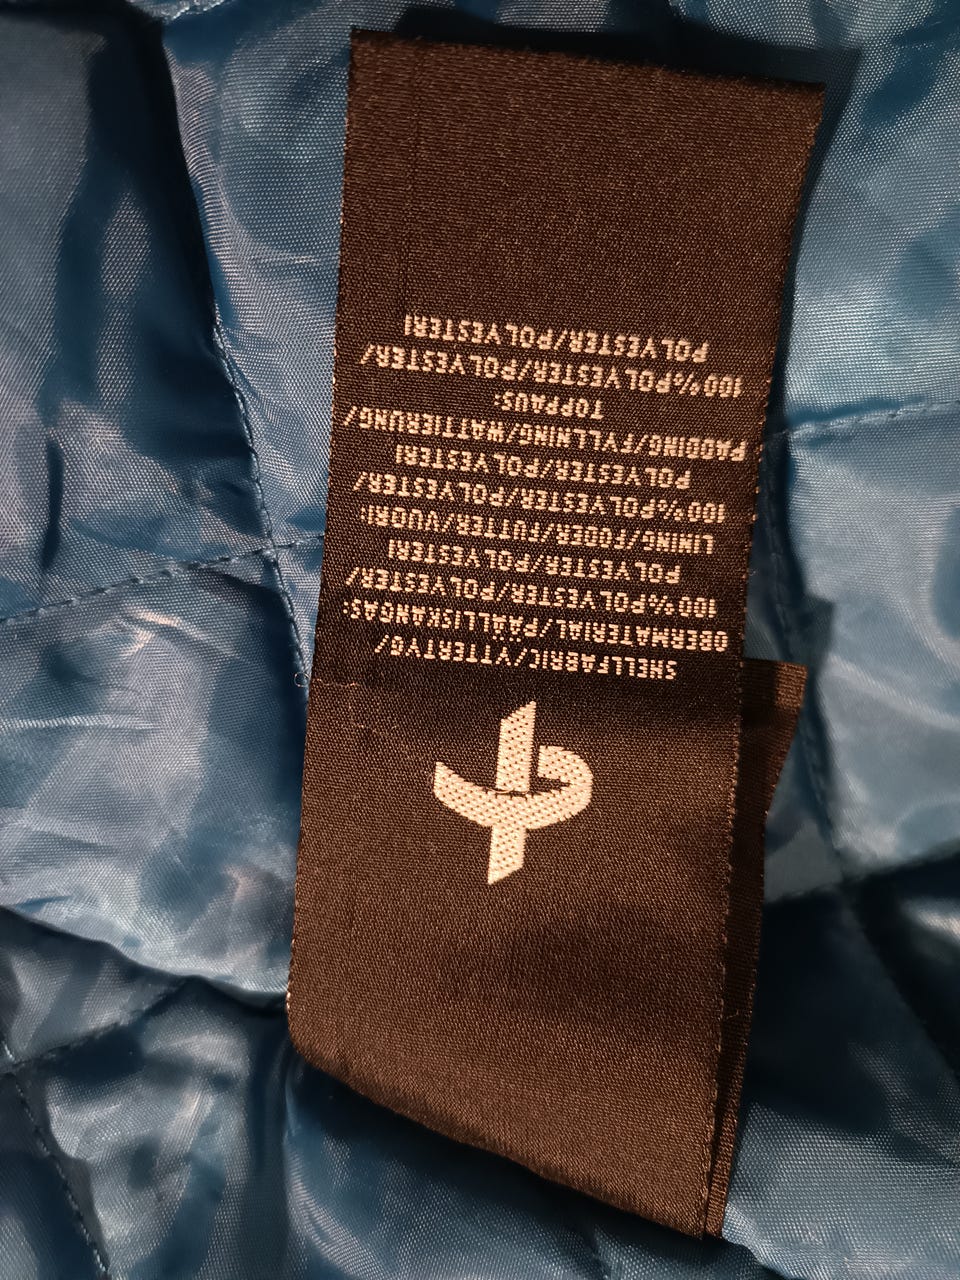 SHELLFABRIC/YTTERTYG/
OBERMATERIAL/PÄÄLLISKANGAS:
100%POLYESTER/POLYESTER/
POLYESTER/POLYESTERI
LINING/FODER/FUTTER/VUORI:
100%POLYESTER/POLYESTER/
POLYESTER/POLYESTERI
PADDING/FYLLNING/WATTIERUNG/
TOPPAUS:
100%POLYESTER/POLYESTER/
POLYESTER/POLYESTERI